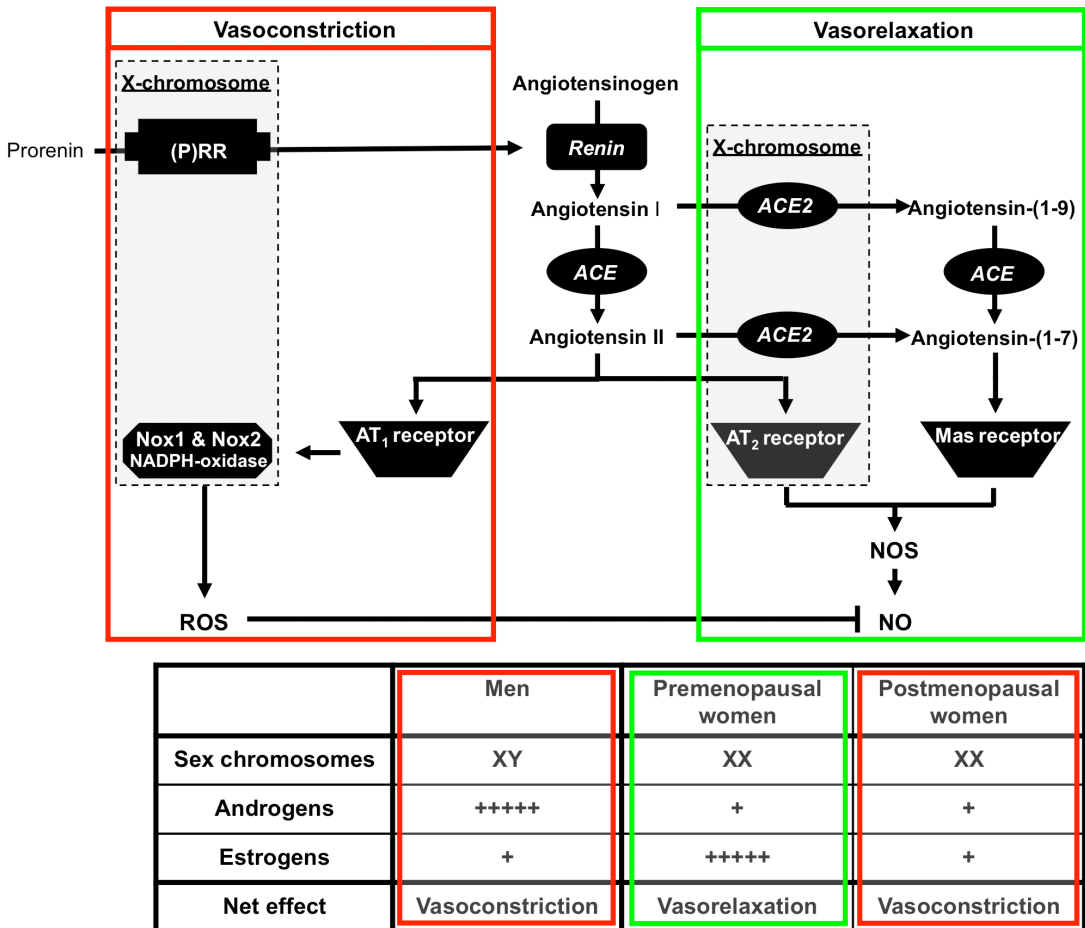 Vasoconstriction
Vasorelaxation
X-chromosome
Angiotensinogen
Prorenin
(P)RR
Renin
X-chromosome
Angiotensin I
ACE2
Angiotensin-(1-9)
ACE
ACE
Angiotensin II
ACE2
Angiotensin-(1-7)
Nox1 & Nox2
NADPH-oxidase
AT1 receptor
AT2 receptor
Mas receptor
NOS
ROS
NO
Men
Premenopausal
women
Postmenopausal
women
Sex chromosomes
XY
XX
XX
Androgens
+++++
+
+
Estrogens
+
+++++
+
Net effect
Vasoconstriction
Vasorelaxation
Vasoconstriction